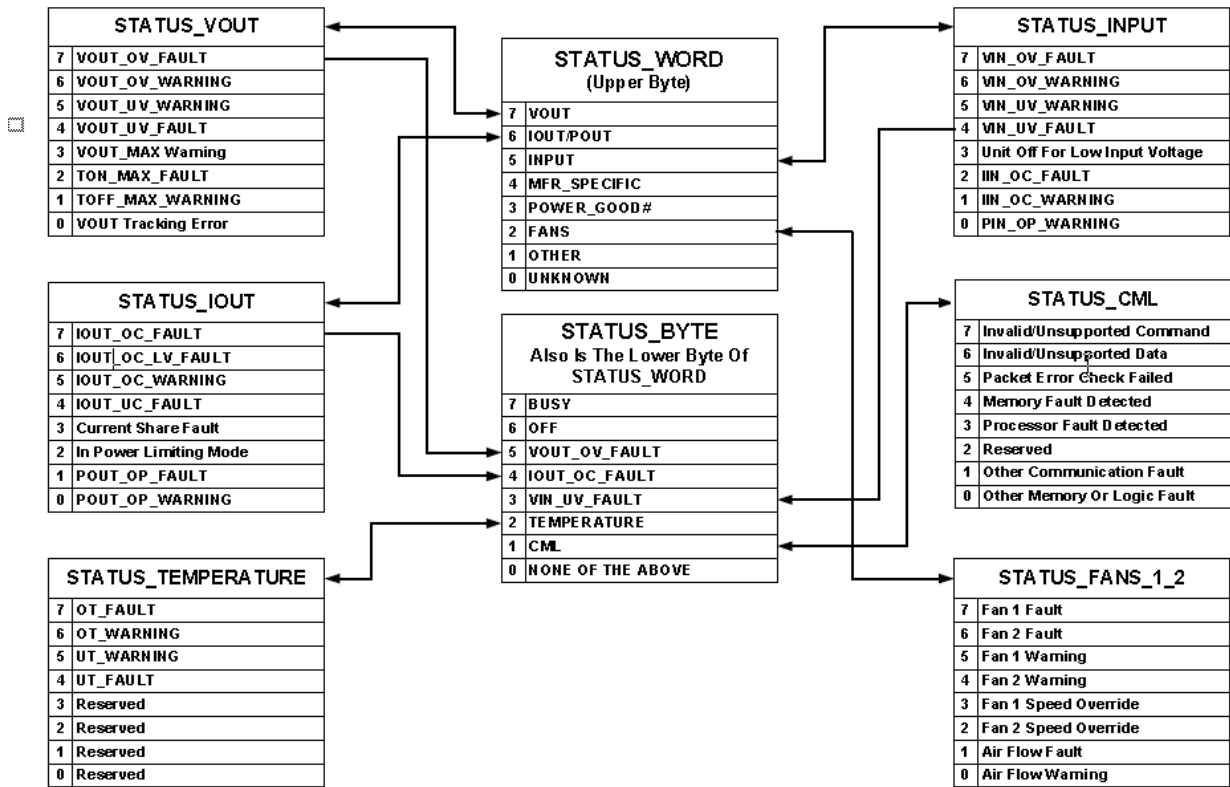 STATUS_VOUT
7 VOUT_OV_FAULT
6 VOUT_OV_WARNING
5 VOUT_UV_WARNING
4 VOUT_UV_FAULT
3 VOUT_MAX Warning
2 TON_MAX_FAULT
1 TOFF_MAX_WARNING
0 VOUT Tracking Error
STATUS_IOUT
7 IOUT_OC_FAULT
6 IOUT_OC_LV_FAULT
5 IOUT_OC_WARNING
4 IOUT_UC_FAULT
3 Current Share Fault
2 In Power Limiting Mode
1 POUT_OP_FAULT
0 POUT_OP_WARNING
STATUS_TEMPERATURE
7 OT_FAULT
6 OT_WARNING
5 UT_WARNING
4 UT_FAULT
3 Reserved
2 Reserved
1 Reserved
0 Reserved
STATUS_WORD
(Upper Byte)
7 VOUT
6 IOUT/POUT
5 INPUT
4 MFR_SPECIFIC
3 POWER_GOOD#
2 FANS
1 OTHER
0 UNKNOWN
STATUS_BYTE
Also Is The Lower Byte Of
STATUS_WORD
7 BUSY
6 OFF
5 VOUT_OV_FAULT
4 IOUT_OC_FAULT
3 VIN_UV_FAULT
2 TEMPERATURE
1 CML
0 NONE OF THE ABOVE
STATUS_INPUT
7 VIN_OV_FAULT
6 VIN_OV_WARNING
5 VIN_UV_WARNING
4 VIN_UV_FAULT
3 Unit Off For Low Input Voltage
2 IIN_OC_FAULT
1 IIN_OC_WARNING
0 PIN_OP_WARNING
STATUS_CML
7 Invalid/Unsupported Command
6 Invalid/Unsupported Data
5 Packet Error Check Failed
4 Memory Fault Detected
3 Processor Fault Detected
2 Reserved
1 Other Communication Fault
0 Other Memory Or Logic Fault
STATUS_FANS_1_2
7 Fan 1 Fault
6 Fan 2 Fault
5 Fan 1 Warning
4 Fan 2 Warning
3 Fan 1 Speed Override
2 Fan 2 Speed Override
1 Air Flow Fault
0 Air Flow Warning